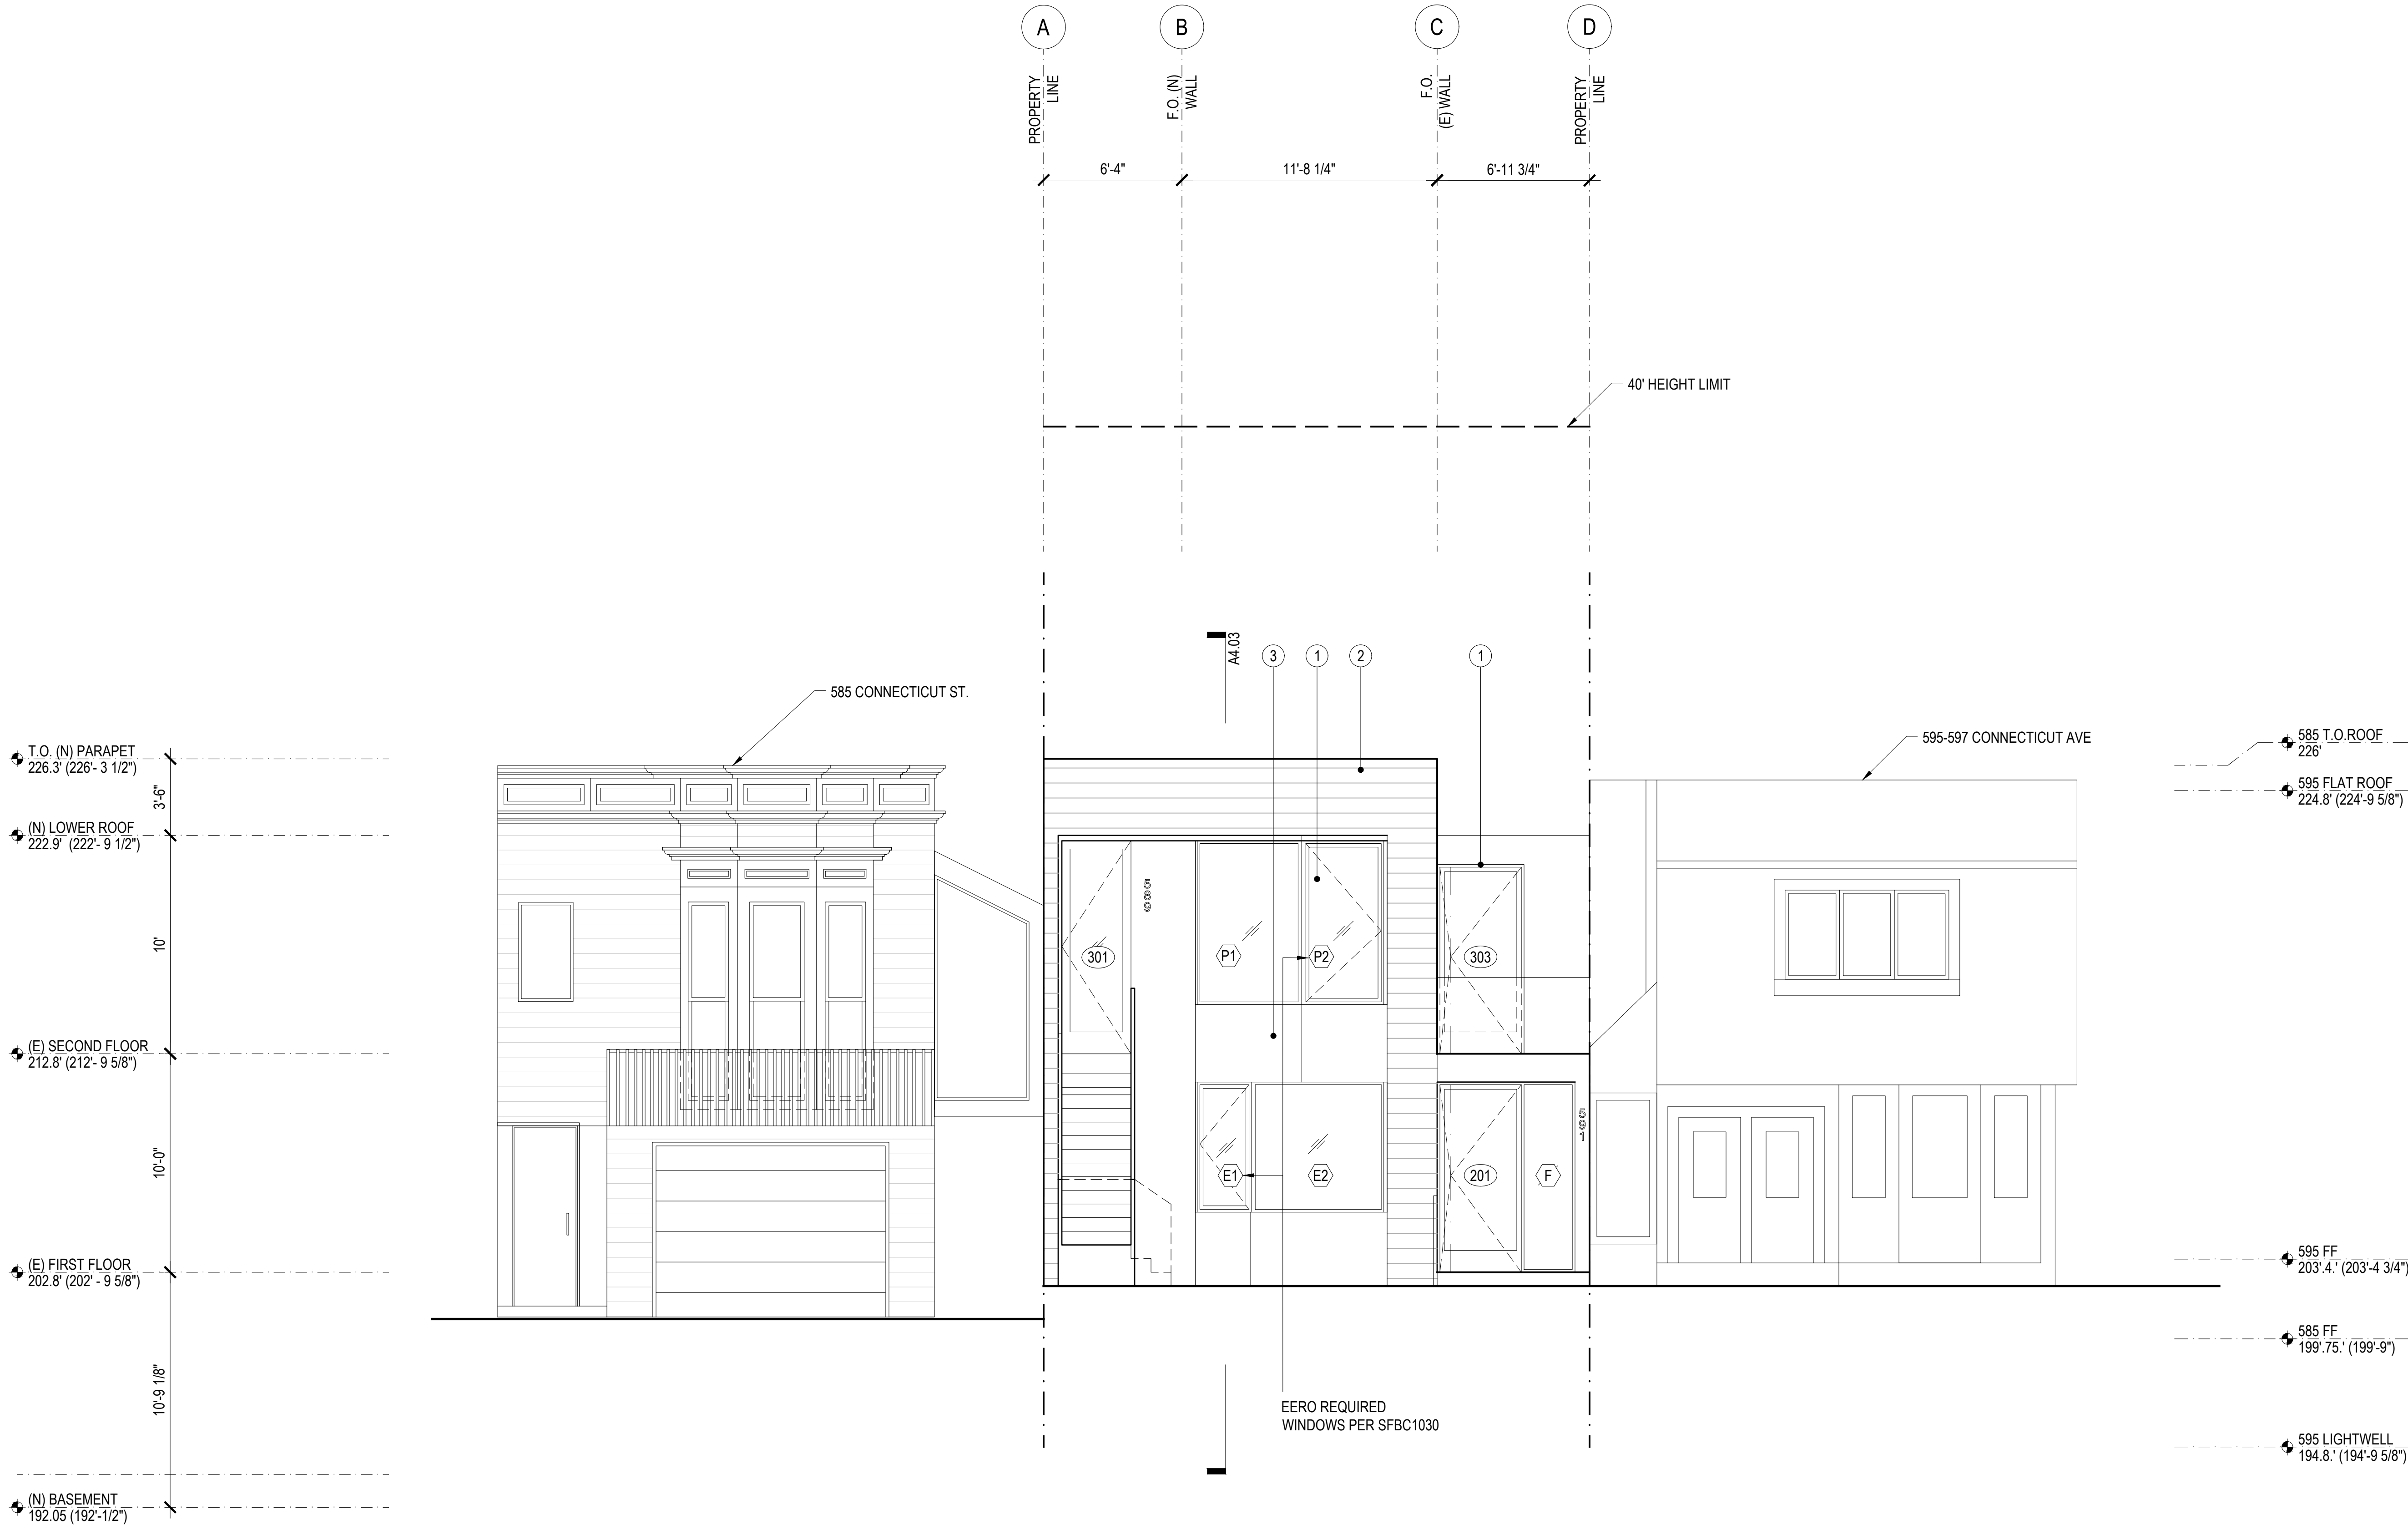 A
B
C
D
PROPERTY
LINE
F.O. (N)
WALL
F.O.
(E) WALL
PROPERTY
LINE
6'-4"
11'-8 1/4"
6'-11 3/4"
40' HEIGHT LIMIT
A4.03
3
1
2
1
585 CONNECTICUT ST.
595-597 CONNECTICUT AVE
T.O. (N) PARAPET
226.3' (226'- 3 1/2")
3'-6"
(N) LOWER ROOF
222.9' (222'- 9 1/2")
10'
(E) SECOND FLOOR
212.8' (212'- 9 5/8")
10'-0"
(E) FIRST FLOOR
202.8' (202' - 9 5/8")
10'-9 1/8"
(N) BASEMENT
192.05 (192'-1/2")
589
301
P1
P2
303
E1
E2
201
F
591
EERO REQUIRED
WINDOWS PER SFBC1030
585 T.O.ROOF
226'
595 FLAT ROOF
224.8' (224'-9 5/8")
595 FF
203'.4.' (203'-4 3/4")
585 FF
199'.75.' (199'-9")
595 LIGHTWELL
194.8.' (194'-9 5/8")